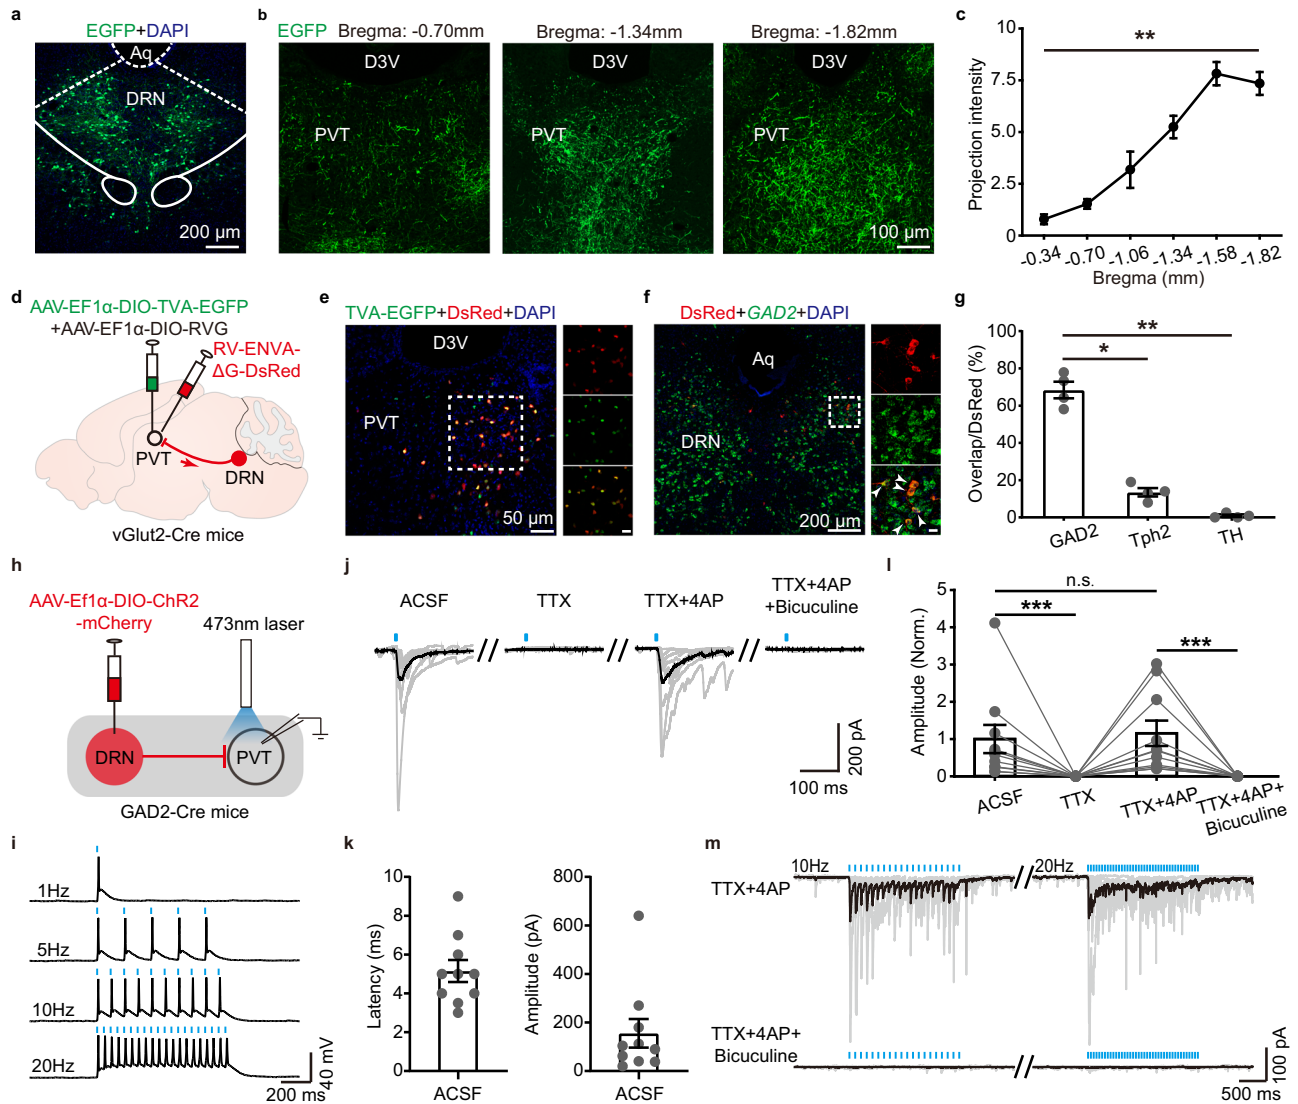 a
EGFP+DAPI
Aq
DRN
200 µm
b
EGFP Bregma: -0.70mm
Bregma: -1.34mm
Bregma: -1.82mm
D3V
D3V
D3V
PVT
PVT
PVT
100 µm
c
**
Projection intensity
10
7.5
5.0
2.5
0
-0.34
-0.70
-1.06
-1.34
-1.58
-1.82
Bregma (mm)
d
AAV-EF1α-DIO-TVA-EGFP
+AAV-EF1α-DIO-RVG
RV-ENVA-
ΔG-DsRed
PVT
DRN
vGlut2-Cre mice
e
TVA-EGFP+DsRed+DAPI
D3V
PVT
50 µm
f
DsRed+GAD2+DAPI
Aq
DRN
200 µm
g
**
*
Overlap/DsRed (%)
100
80
60
40
20
0
GAD2
Tph2
TH
h
AAV-Ef1α-DIO-ChR2
-mCherry
473nm laser
DRN
PVT
GAD2-Cre mice
j
ACSF
TTX
TTX+4AP
TTX+4AP
+Bicuculine
200 pA
100 ms
l
n.s.
***
***
Amplitude (Norm.)
5
4
3
2
1
0
ACSF
TTX
TTX+4AP
TTX+4AP+
Bicuculine
i
1Hz
5Hz
10Hz
20Hz
40 mV
200 ms
k
Latency (ms)
10
8
6
4
2
0
ACSF
Amplitude (pA)
800
600
400
200
0
ACSF
m
10Hz
20Hz
TTX+4AP
TTX+4AP+
Bicuculine
100 pA
500 ms